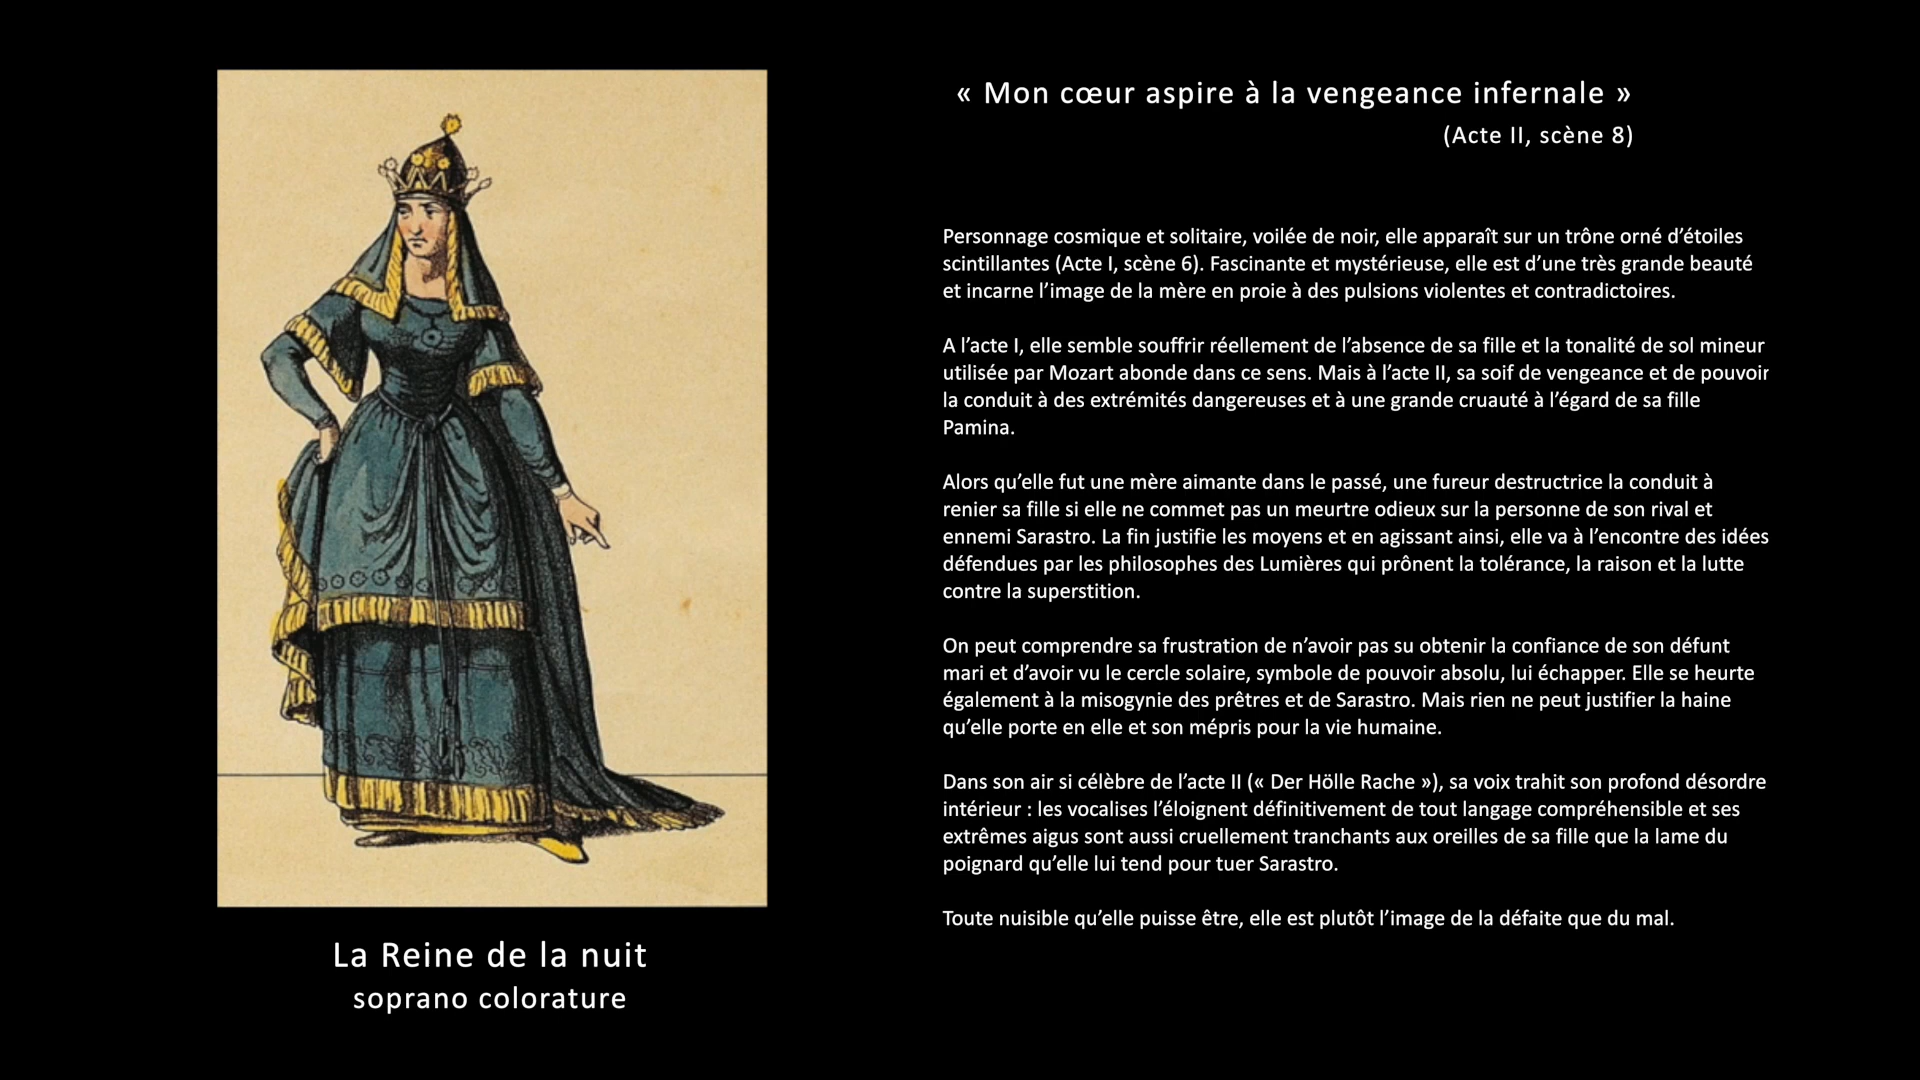 « Mon cœur aspire à la vengeance infernale »
(Acte II, scène 8)
Personnage cosmique et solitaire, voilée de noir, elle apparaît sur un trône orné d’étoiles
scintillantes (Acte I, scène 6). Fascinante et mystérieuse, elle est d’une très grande beauté
et incarne l’image de la mère en proie à des pulsions violentes et contradictoires.
A l’acte I, elle semble souffrir réellement de l’absence de sa fille et la tonalité de sol mineur
utilisée par Mozart abonde dans ce sens. Mais à l’acte II, sa soif de vengeance et de pouvoir
la conduit à des extrémités dangereuses et à une grande cruauté à l’égard de sa fille
Pamina.
Alors qu’elle fut une mère aimante dans le passé, une fureur destructrice la conduit à
renier sa fille si elle ne commet pas un meurtre odieux sur la personne de son rival et
ennemi Sarastro. La fin justifie les moyens et en agissant ainsi, elle va à l’encontre des idées
défendues par les philosophes des Lumières qui prônent la tolérance, la raison et la lutte
contre la superstition.
On peut comprendre sa frustration de n’avoir pas su obtenir la confiance de son défunt
mari et d’avoir vu le cercle solaire, symbole de pouvoir absolu, lui échapper. Elle se heurte
également à la misogynie des prêtres et de Sarastro. Mais rien ne peut justifier la haine
qu’elle porte en elle et son mépris pour la vie humaine.
Dans son air si célèbre de l’acte II (« Der Hölle Rache »), sa voix trahit son profond désordre
intérieur : les vocalises l’éloignent définitivement de tout langage compréhensible et ses
extrêmes aigus sont aussi cruellement tranchants aux oreilles de sa fille que la lame du
poignard qu’elle lui tend pour tuer Sarastro.
Toute nuisible qu’elle puisse être, elle est plutôt l’image de la défaite que du mal.
La Reine de la nuit
soprano colorature